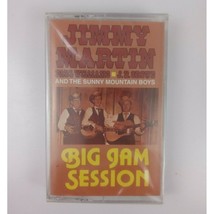 JIMMY
MARTIN
AND THE SUNNY MOUNTAIN BOYS
BIG JAM
SESSION